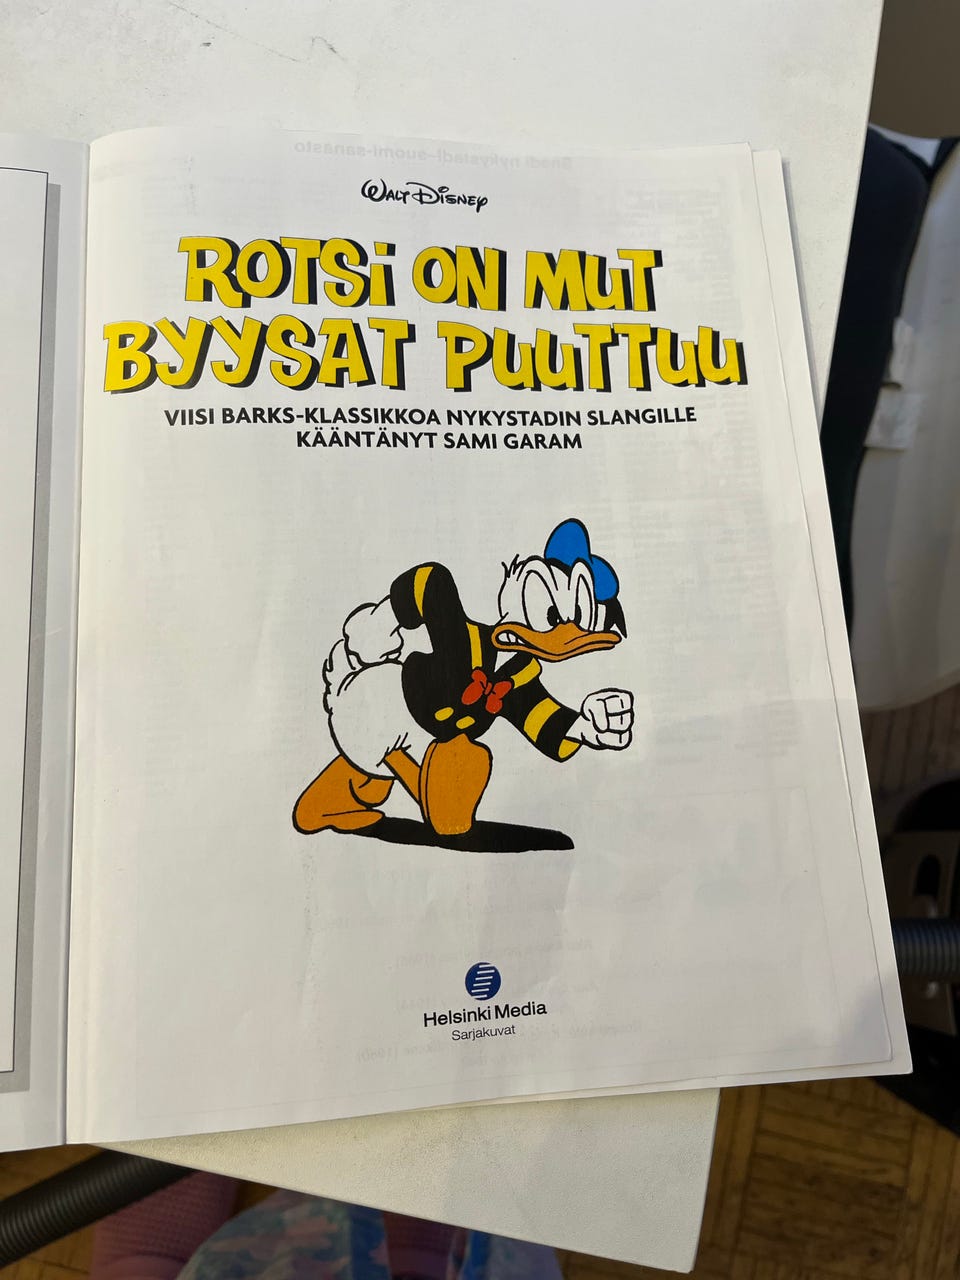 Walt Disney
ROTSi ON MUT
BYYSAT PUUTTUU
VIISI BARKS-KLASSIKKOA NYKYSTADIN SLANGILLE
KÄÄNTÄNYT SAMI GARAM
Helsinki Media
Sarjakuvat